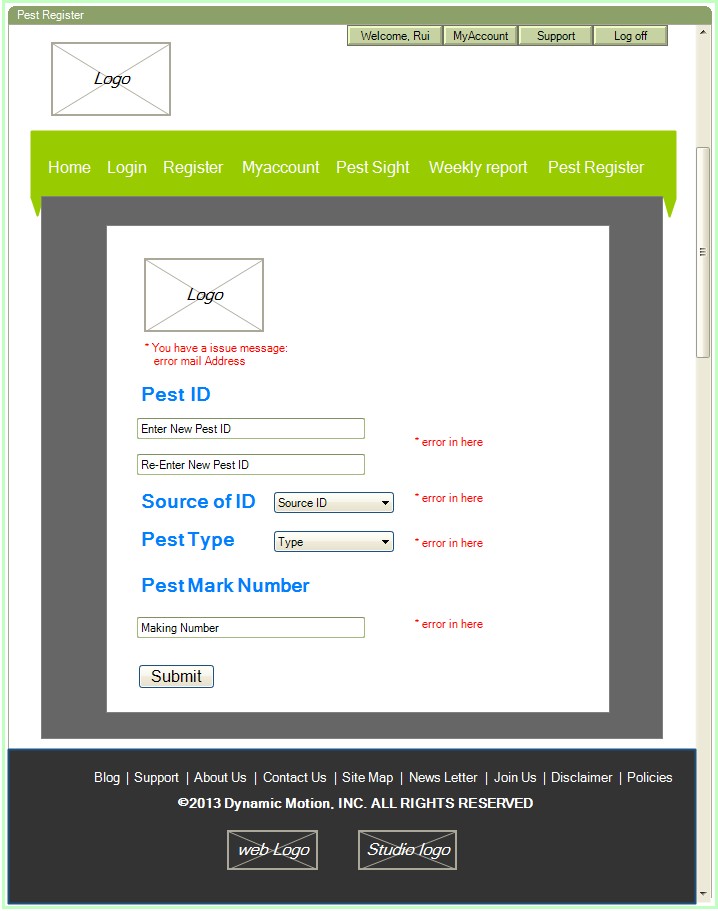 Pest Register
Welcome, Rui MyAccount Support Log off
Logo
Home Login Register Myaccount Pest Sight Weekly report Pest Register
Logo
* You have a issue message:
error mail Address
Pest ID
Enter New Pest ID
* error in here
Re-Enter New Pest ID
Source of ID Source ID * error in here
Pest Type Type * error in here
Pest Mark Number
Making Number * error in here
Submit
Blog | Support | About Us | Contact Us | Site Map | News Letter | Join Us | Disclaimer | Policies
©2013 Dynamic Motion, INC. ALL RIGHTS RESERVED
web Logo Studio logo